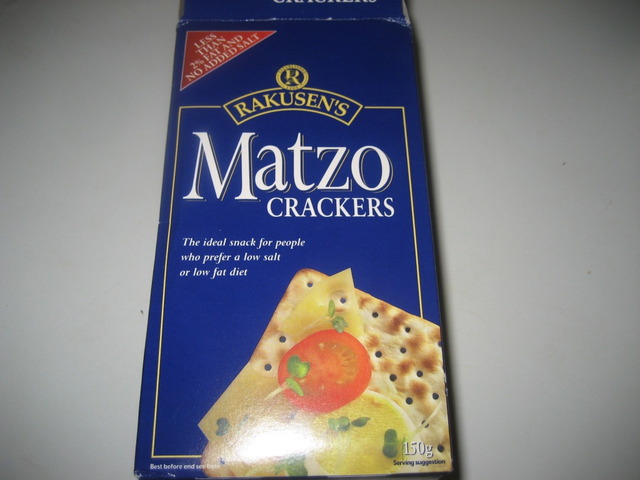 CRACKERS
LESS
THAN
2% FAT AND
NO ADDED SALT
R
RAKUSEN'S
Matzo
CRACKERS
The ideal snack for people
who prefer a low salt
or low fat diet
150g
Serving suggestion
Best before end see